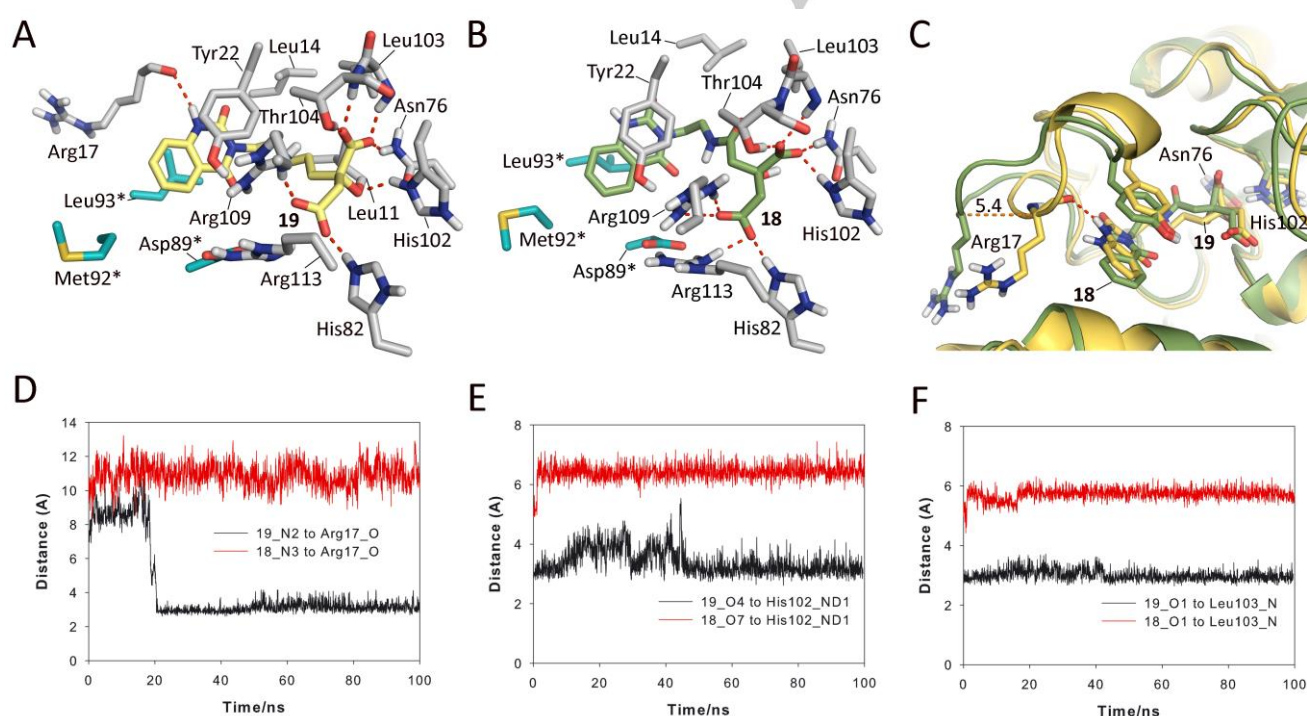 A
Arg17
Tyr22
Leu14
Leu103
Thr104
Asn76
Leu93*
Arg109
19
Leu11
His102
Met92*
Asp89*
Arg113
His82
B
Leu14
Leu103
Tyr22
Thr104
Asn76
Leu93*
Arg109
18
His102
Met92*
Asp89*
Arg113
His82
C
Asn76
5.4
Arg17
19
His102
18
D
Distance (A)
14
12
10
8
6
4
2
0
19_N2 to Arg17_O
18_N3 to Arg17_O
0 20 40 60 80 100
Time/ns
E
Distance (A)
8
6
4
2
0
19_O4 to His102_ND1
18_O7 to His102_ND1
0 20 40 60 80 100
Time/ns
F
Distance (A)
8
6
4
2
0
19_O1 to Leu103_N
18_O1 to Leu103_N
0 20 40 60 80 100
Time/ns